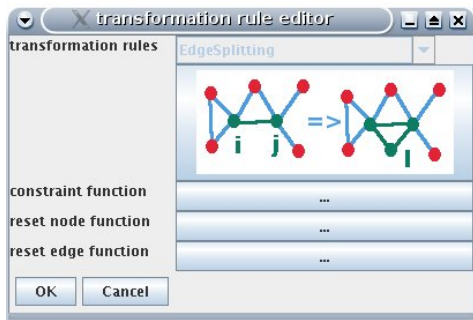 transformation rule editor
transformation rules EdgeSplitting
=>
i j l
constraint function ...
reset node function ...
reset edge function ...
OK Cancel